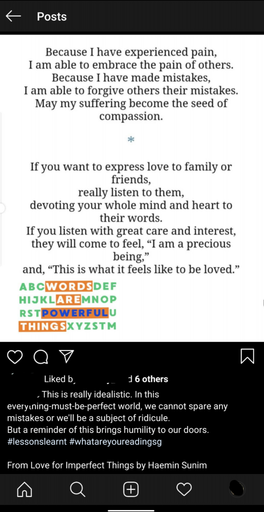 Posts
Because I have experienced pain,
I am able to embrace the pain of others.
Because I have made mistakes,
I am able to forgive others their mistakes.
May my suffering become the seed of
compassion.
*
If you want to express love to family or
friends,
really listen to them,
devoting your whole mind and heart to
their words.
If you listen with great care and interest,
they will come to feel, “I am a precious
being,”
and, “This is what it feels like to be loved.”
ABCWORDSDEF
HIJKLAREMNOP
RSTPOWERFULU
THINGSXYZSTM
Liked by d 6 others
. This is really idealistic. In this
everyning-must-be-perfect world, we cannot spare any
mistakes or we'll be a subject of ridicule.
But a reminder of this brings humility to our doors.
#lessonslearnt #whatareyoureadingsg
From Love for Imperfect Things by Haemin Sunim